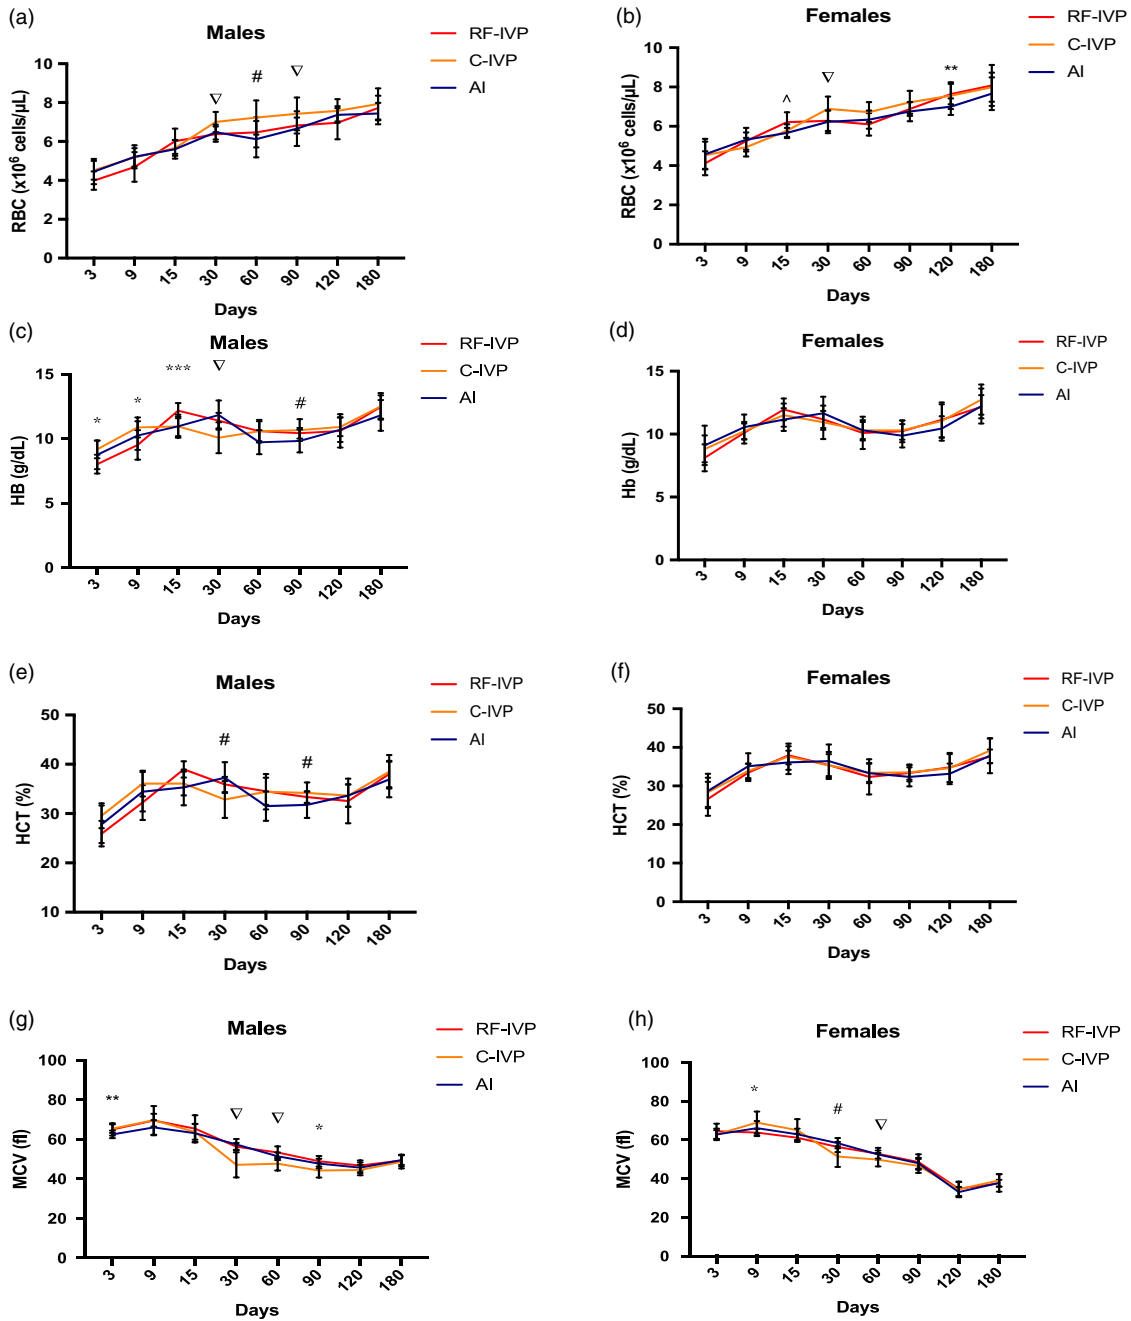 (a)
Males
RF-IVP
C-IVP
AI
RBC (x10⁶ cells/µL)
10
8
6
4
2
0
∇
#
∇
3
9
15
30
60
90
120
180
Days
(b)
Females
RF-IVP
C-IVP
AI
RBC (x10⁶ cells/µL)
10
8
6
4
2
0
^
∇
**
3
9
15
30
60
90
120
180
Days
(c)
Males
RF-IVP
C-IVP
AI
HB (g/dL)
15
10
5
0
*
*
***
∇
#
3
9
15
30
60
90
120
180
Days
(d)
Females
RF-IVP
C-IVP
AI
Hb (g/dL)
15
10
5
0
3
9
15
30
60
90
120
180
Days
(e)
Males
RF-IVP
C-IVP
AI
HCT (%)
50
40
30
20
10
#
#
3
9
15
30
60
90
120
180
Days
(f)
Females
RF-IVP
C-IVP
AI
HCT (%)
50
40
30
20
10
0
3
9
15
30
60
90
120
180
Days
(g)
Males
RF-IVP
C-IVP
AI
MCV (fl)
100
80
60
40
20
0
**
∇
∇
*
3
9
15
30
60
90
120
180
Days
(h)
Females
RF-IVP
C-IVP
AI
MCV (fl)
100
80
60
40
20
0
*
#
∇
3
9
15
30
60
90
120
180
Days